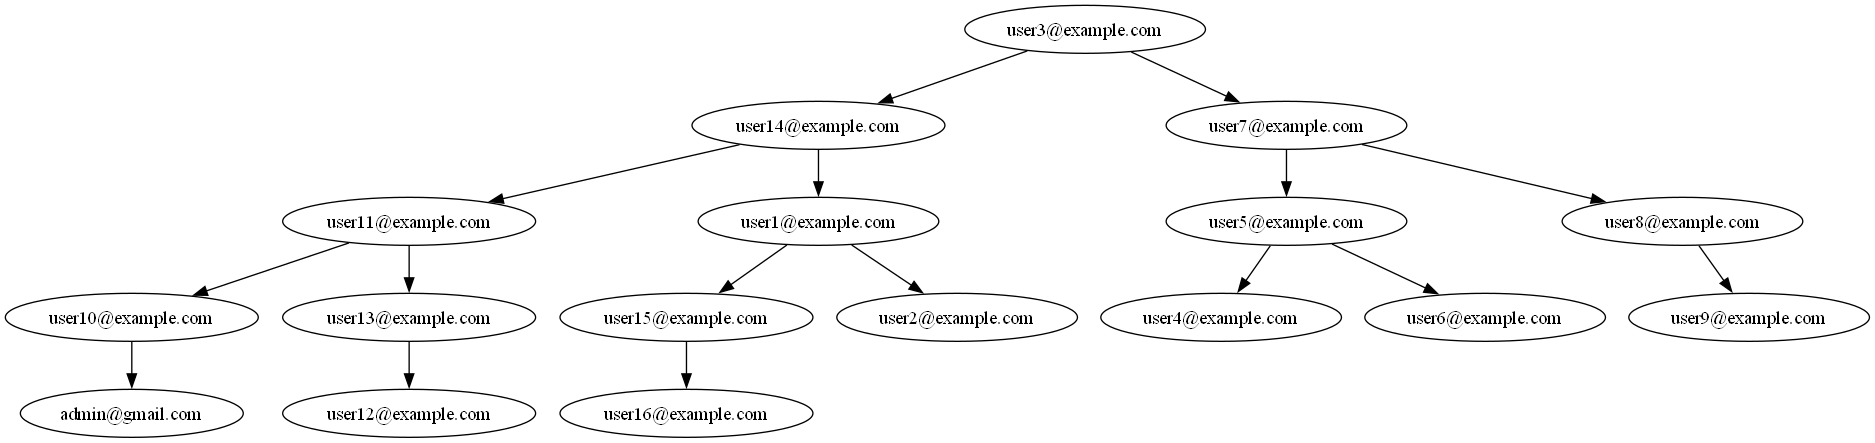 user3@example.com
user14@example.com
user7@example.com
user11@example.com
user1@example.com
user5@example.com
user8@example.com
user10@example.com
user13@example.com
user15@example.com
user2@example.com
user4@example.com
user6@example.com
user9@example.com
admin@gmail.com
user12@example.com
user16@example.com